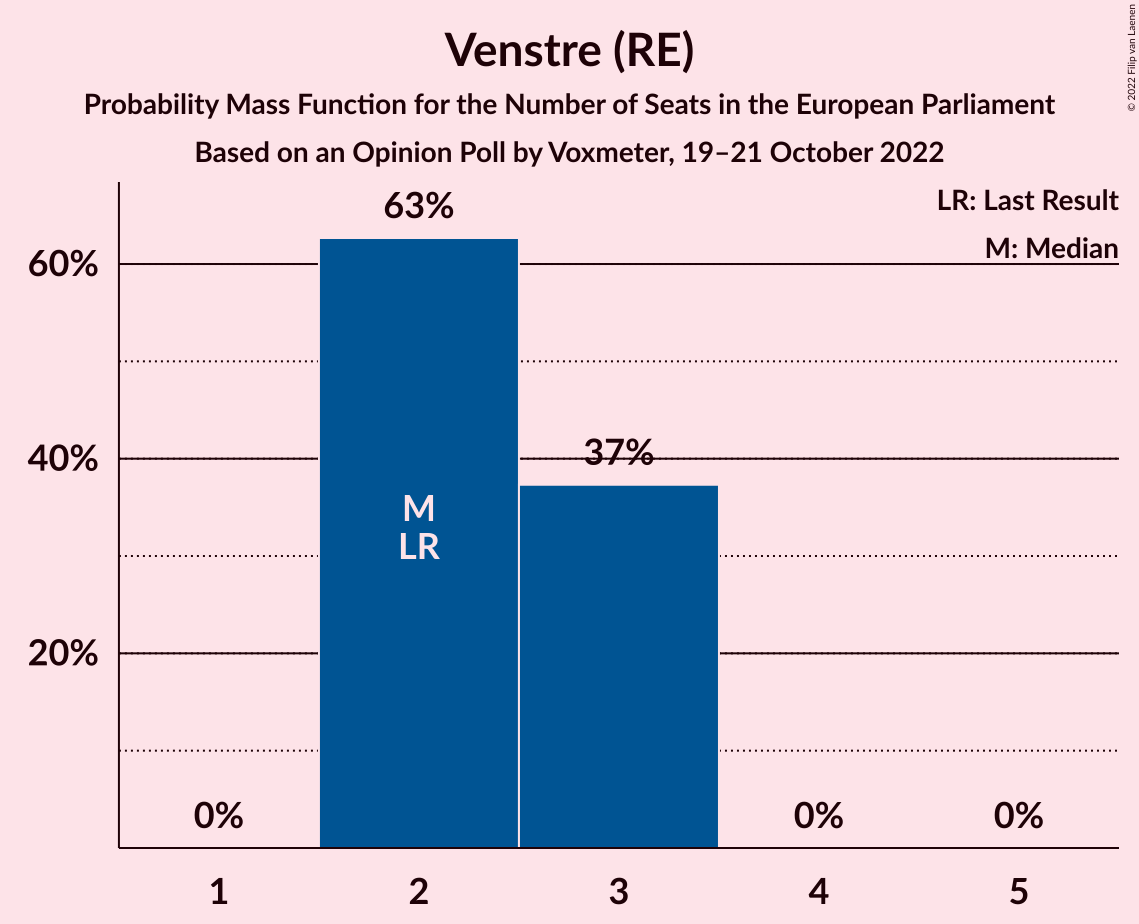 Venstre (RE)
Probability Mass Function for the Number of Seats in the European Parliament
Based on an Opinion Poll by Voxmeter, 19–21 October 2022
© 2022 Filip van Laenen
LR: Last Result
M: Median
63%
60%
40%
37%
M
LR
20%
0%
0%
0%
1
2
3
4
5